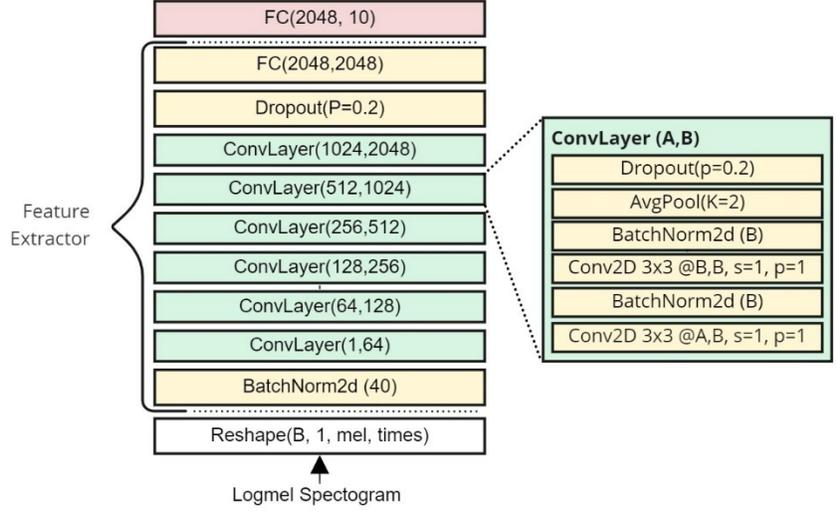 FC(2048, 10)
FC(2048,2048)
Dropout(P=0.2)
ConvLayer(1024,2048)
ConvLayer(512,1024)
ConvLayer(256,512)
ConvLayer(128,256)
ConvLayer(64,128)
ConvLayer(1,64)
BatchNorm2d (40)
Reshape(B, 1, mel, times)
Logmel Spectogram
Feature
Extractor
ConvLayer (A,B)
Dropout(p=0.2)
AvgPool(K=2)
BatchNorm2d (B)
Conv2D 3x3 @B,B, s=1, p=1
BatchNorm2d (B)
Conv2D 3x3 @A,B, s=1, p=1